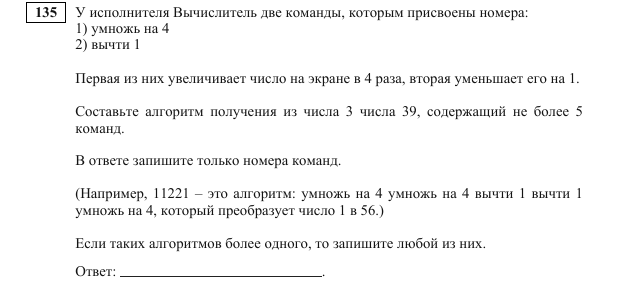 135 У исполнителя Вычислитель две команды, которым присвоены номера:
1) умножь на 4
2) вычти 1
Первая из них увеличивает число на экране в 4 раза, вторая уменьшает его на 1.
Составьте алгоритм получения из числа 3 числа 39, содержащий не более 5
команд.
В ответе запишите только номера команд.
(Например, 11221 – это алгоритм: умножь на 4 умножь на 4 вычти 1 вычти 1
умножь на 4, который преобразует число 1 в 56.)
Если таких алгоритмов более одного, то запишите любой из них.
Ответ: ______________________________.